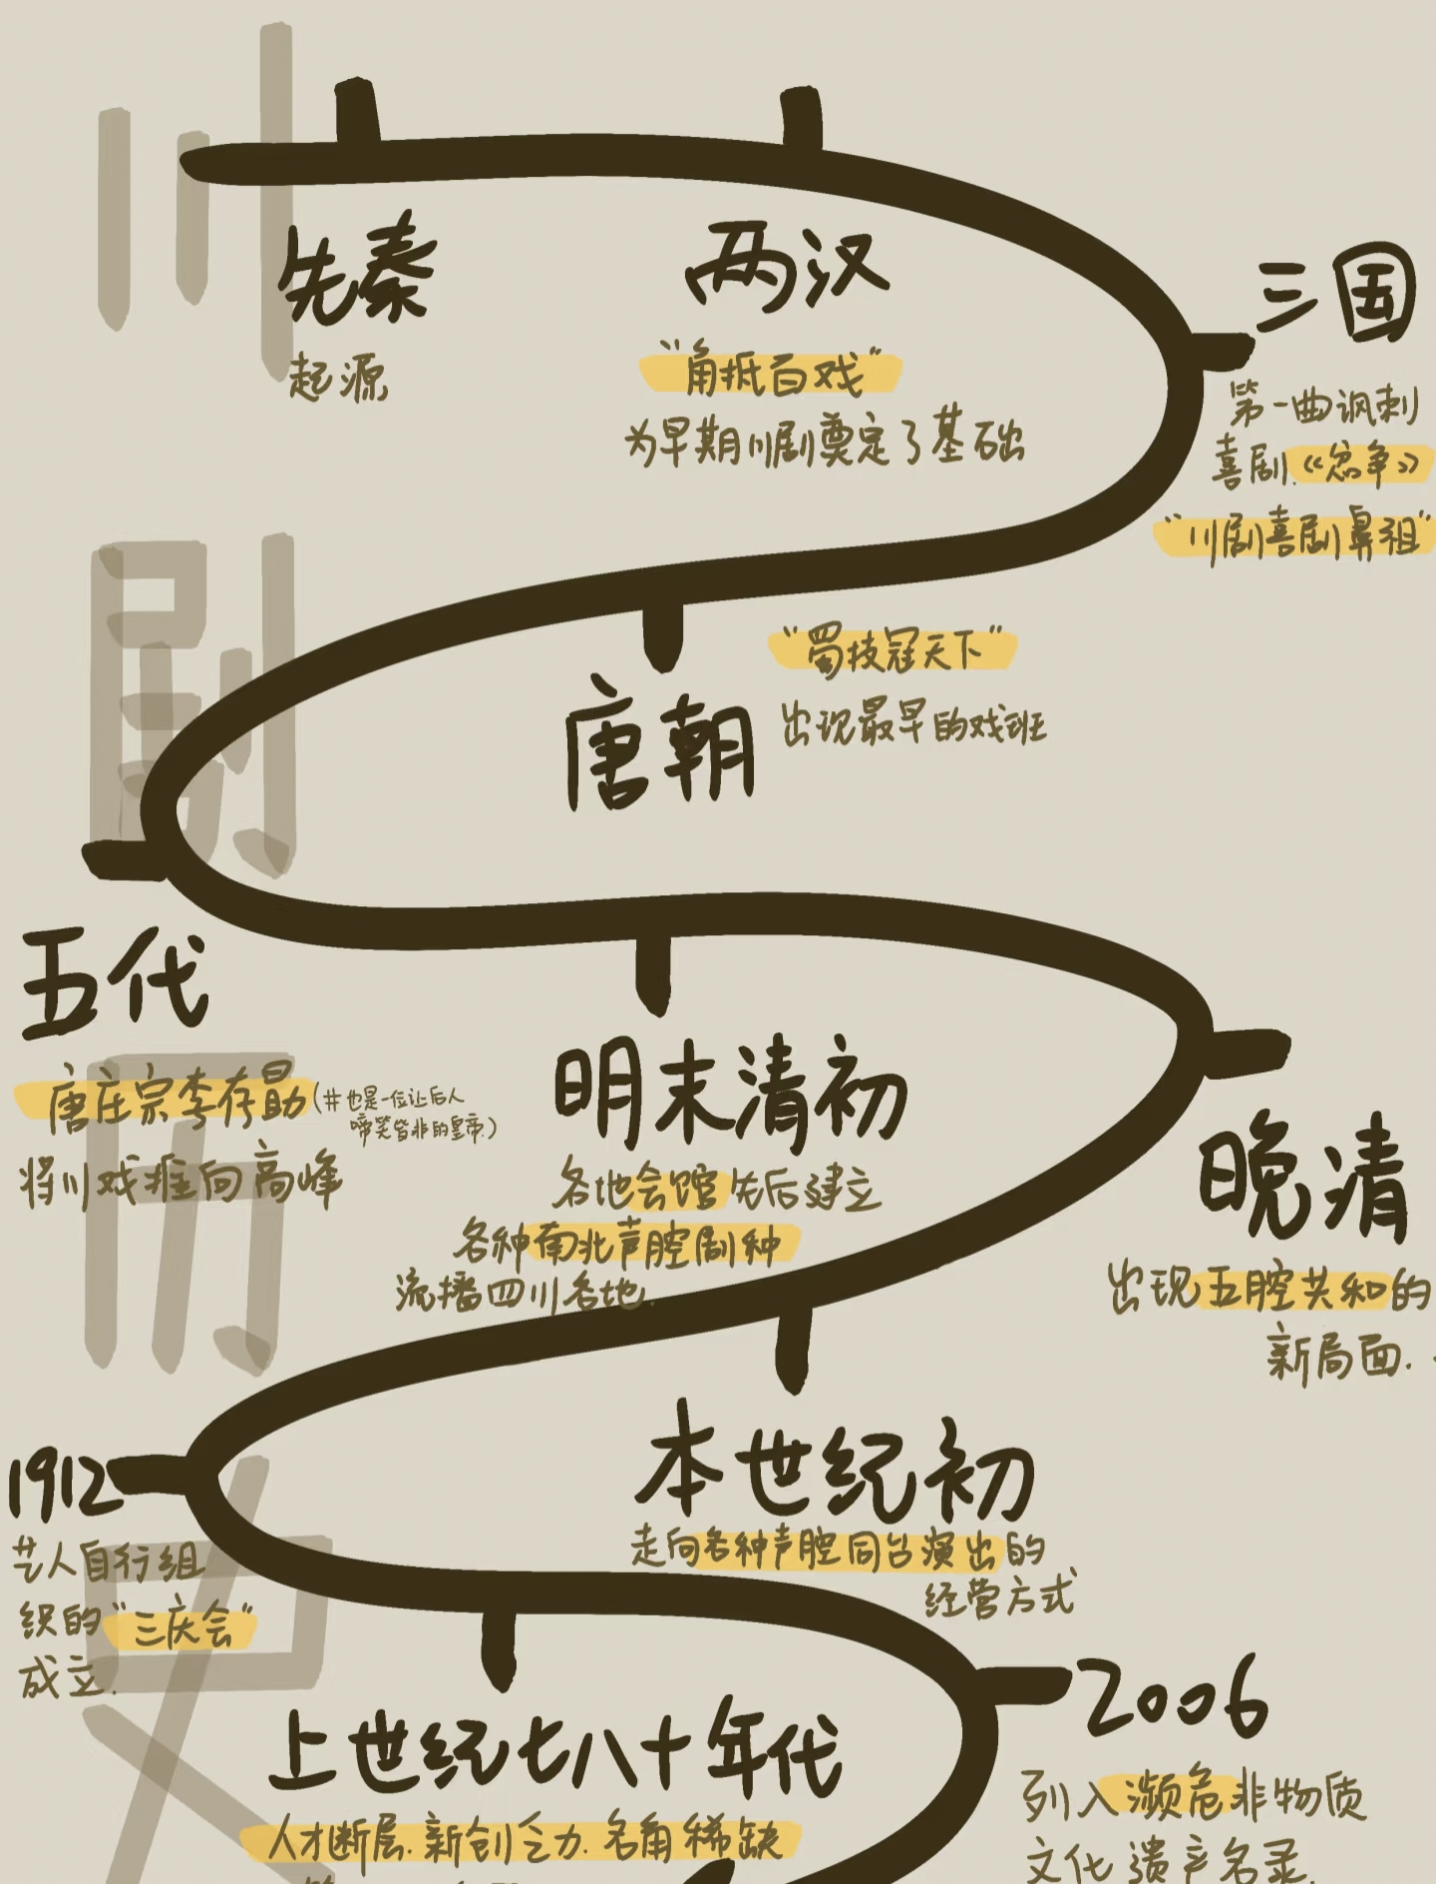 川剧历史
先秦
起源
两汉
“角抵百戏”
为早期川剧奠定了基础
三国
第一曲讽刺
喜剧《忿争》
“川剧喜剧鼻祖”
唐朝
“蜀技冠天下”
出现最早的戏班
五代
唐庄宗李存勗(#也是一位让后人
啼笑皆非的皇帝.)
将川戏推向高峰
明末清初
各地会馆先后建立
各种南北声腔剧种
流播四川各地.
晚清
出现五腔共和的
新局面.
本世纪初
走向各种声腔同台演出的
经营方式
1912
艺人自行组
织的“三庆会”
成立.
上世纪七八十年代
人才断层.新创乏力.名角稀缺
2006
列入濒危非物质
文化遗产名录.